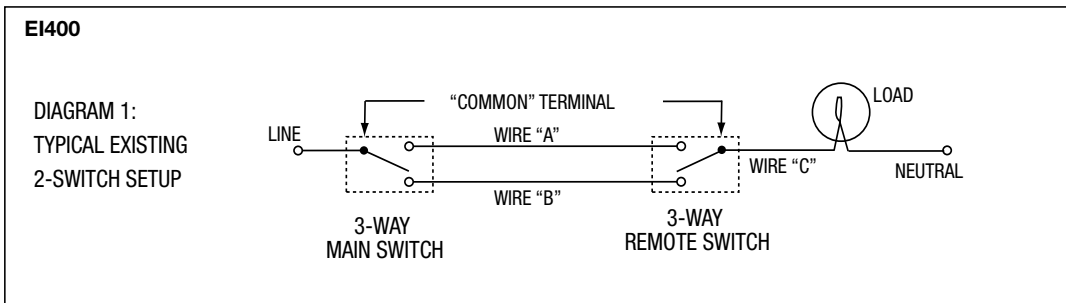 EI400
DIAGRAM 1:
TYPICAL EXISTING
2-SWITCH SETUP
"COMMON" TERMINAL
LOAD
LINE
WIRE "A"
WIRE "C"
NEUTRAL
WIRE "B"
3-WAY
MAIN SWITCH
3-WAY
REMOTE SWITCH